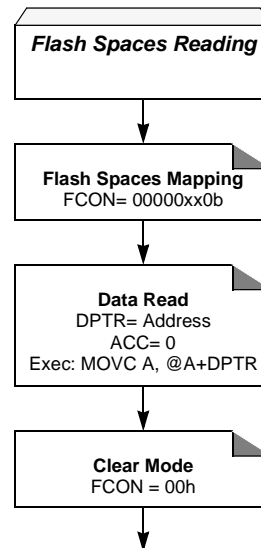 Flash Spaces Reading
Flash Spaces Mapping
FCON= 00000xx0b
Data Read
DPTR= Address
ACC= 0
Exec: MOVC A, @A+DPTR
Clear Mode
FCON = 00h